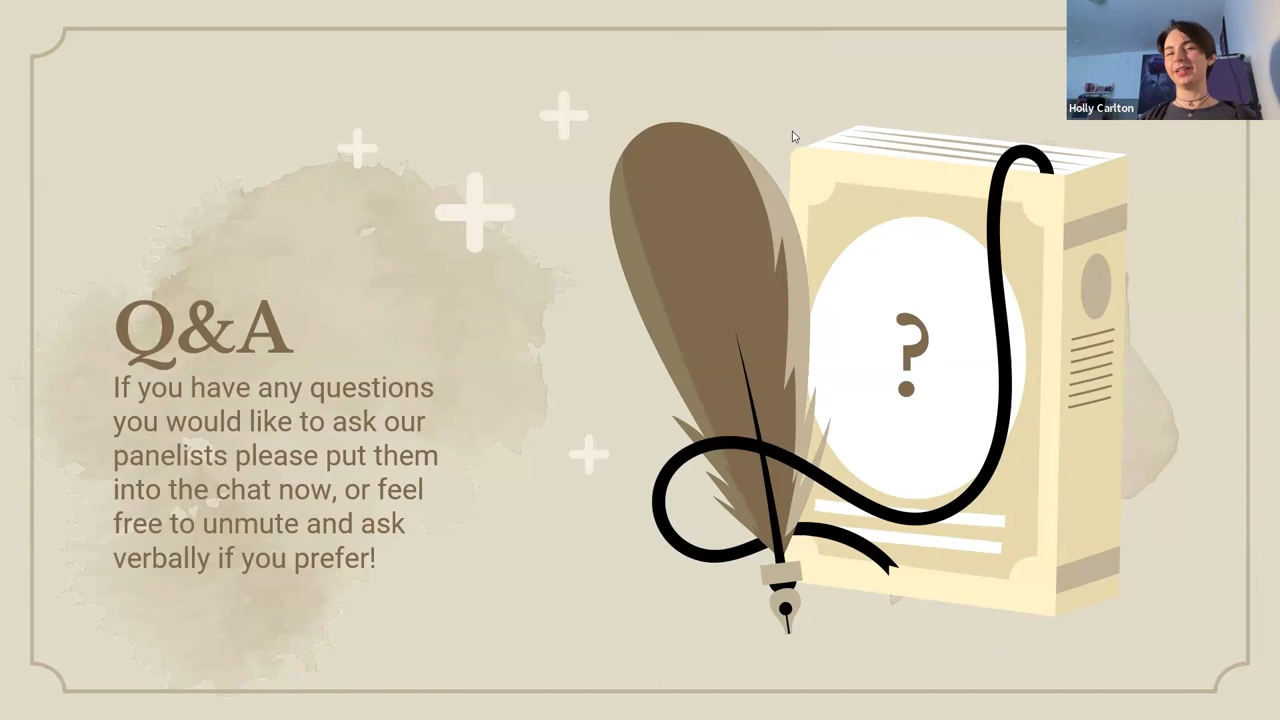 Holly Carlton
Q&A
If you have any questions
you would like to ask our
panelists please put them
into the chat now, or feel
free to unmute and ask
verbally if you prefer!
?